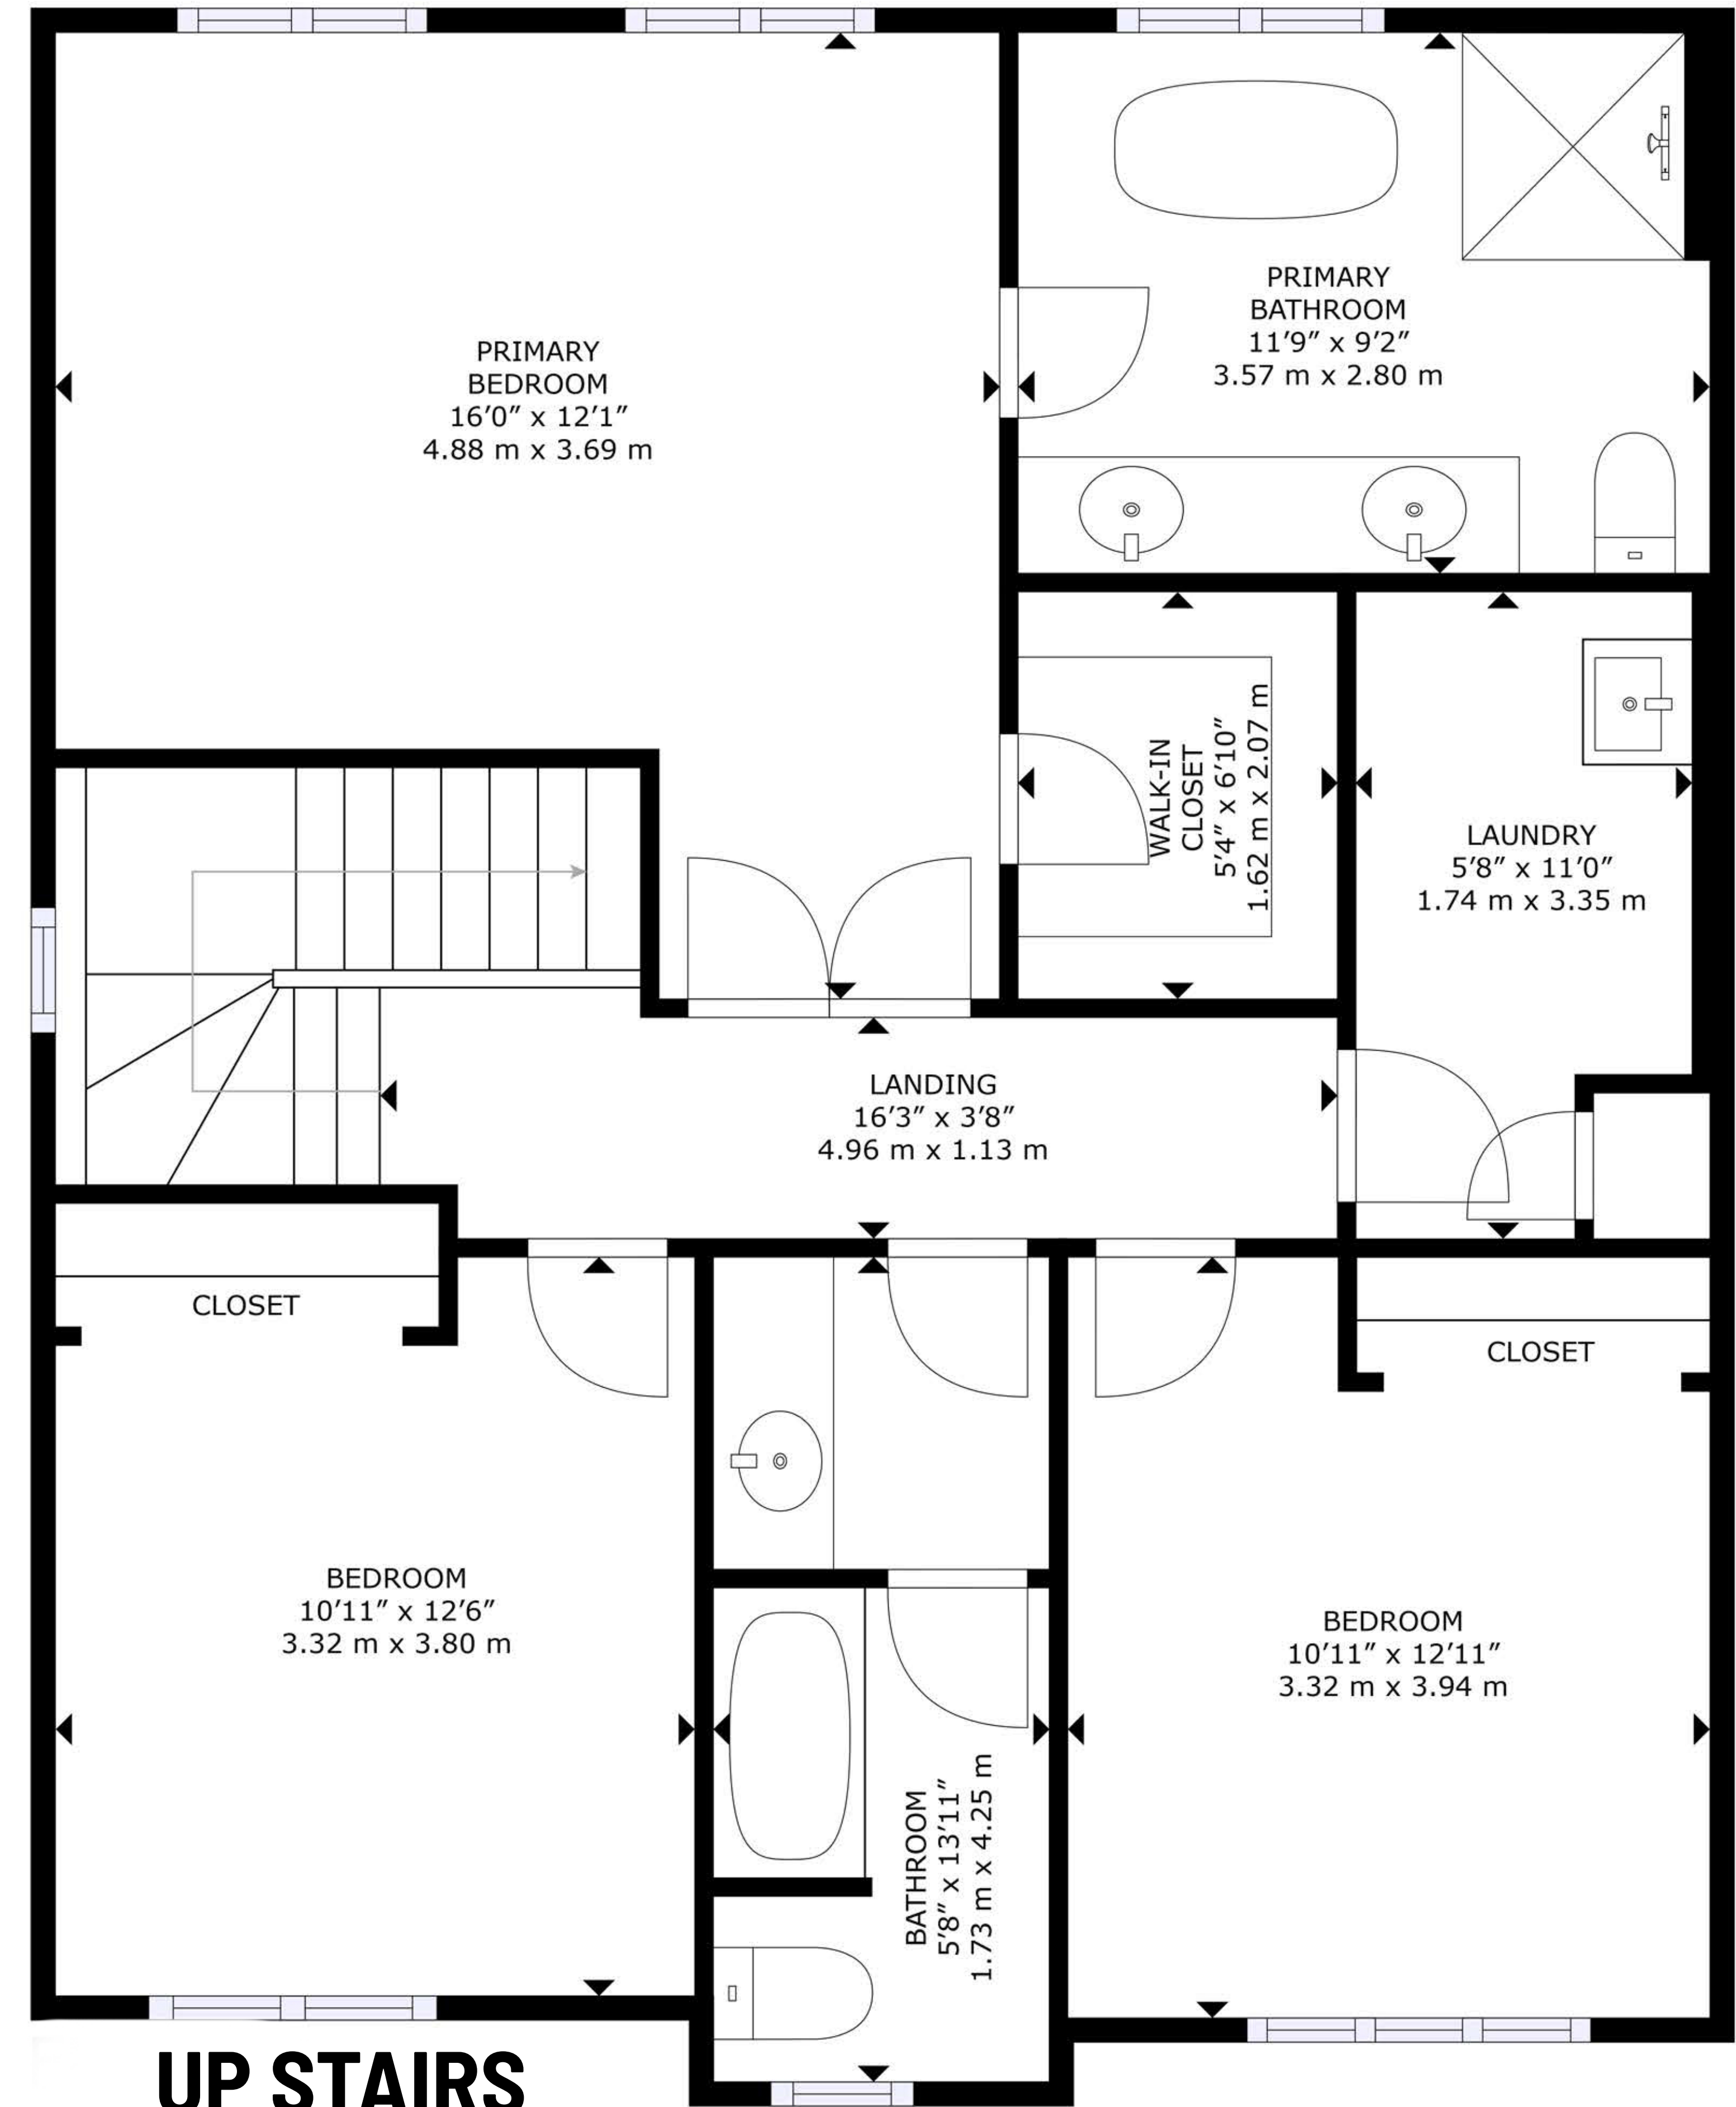 PRIMARY
BEDROOM
16′0″ x 12′1″
4.88 m x 3.69 m
PRIMARY
BATHROOM
11′9″ x 9′2″
3.57 m x 2.80 m
WALK-IN
CLOSET
5′4″ x 6′10″
1.62 m x 2.07 m
LAUNDRY
5′8″ x 11′0″
1.74 m x 3.35 m
LANDING
16′3″ x 3′8″
4.96 m x 1.13 m
CLOSET
CLOSET
BEDROOM
10′11″ x 12′6″
3.32 m x 3.80 m
BATHROOM
5′8″ x 13′11″
1.73 m x 4.25 m
BEDROOM
10′11″ x 12′11″
3.32 m x 3.94 m
UP STAIRS